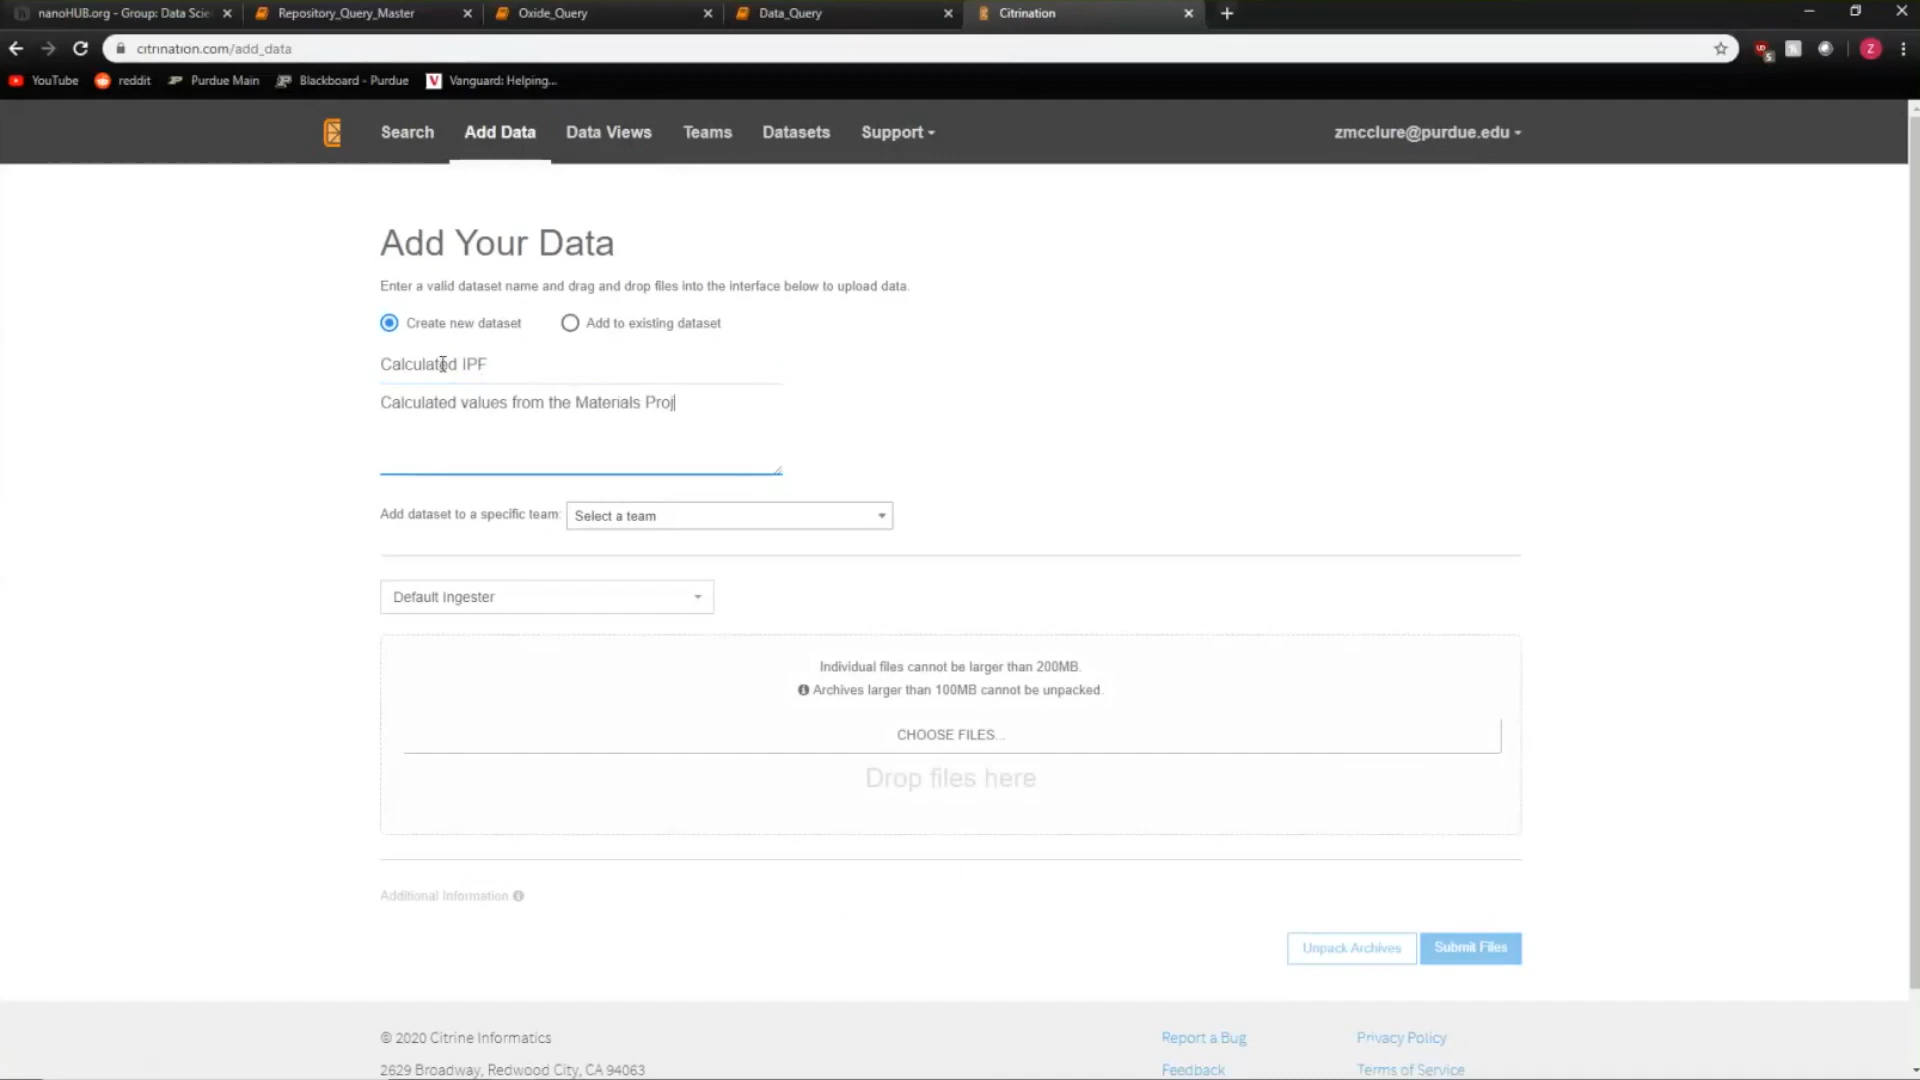 nanoHUB.org - Group: Data Scie
Repository_Query_Master
Oxide_Query
Data_Query
Citrination
citrination.com/add_data
YouTube
reddit
Purdue Main
Blackboard - Purdue
Vanguard: Helping...
Search
Add Data
Data Views
Teams
Datasets
Support
zmcclure@purdue.edu
Add Your Data
Enter a valid dataset name and drag and drop files into the interface below to upload data.
Create new dataset
Add to existing dataset
Calculated IPF
Calculated values from the Materials Proj
Add dataset to a specific team:
Select a team
Default Ingester
Individual files cannot be larger than 200MB.
Archives larger than 100MB cannot be unpacked.
CHOOSE FILES...
Drop files here
Additional Information
Unpack Archives
Submit Files
© 2020 Citrine Informatics
Report a Bug
Privacy Policy
2629 Broadway, Redwood City, CA 94063
Feedback
Terms of Service